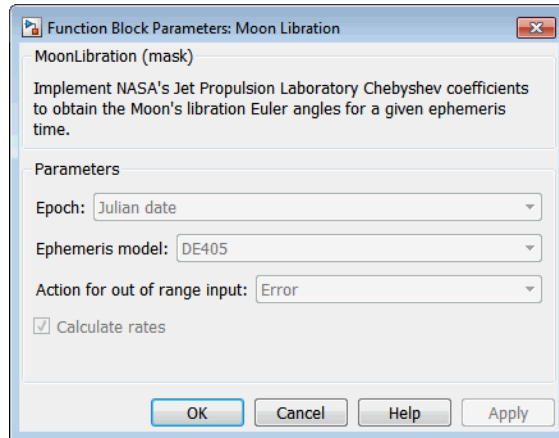 Function Block Parameters: Moon Libration
MoonLibration (mask)
Implement NASA's Jet Propulsion Laboratory Chebyshev coefficients
to obtain the Moon's libration Euler angles for a given ephemeris
time.
Parameters
Epoch: Julian date
Ephemeris model: DE405
Action for out of range input: Error
Calculate rates
OK Cancel Help Apply